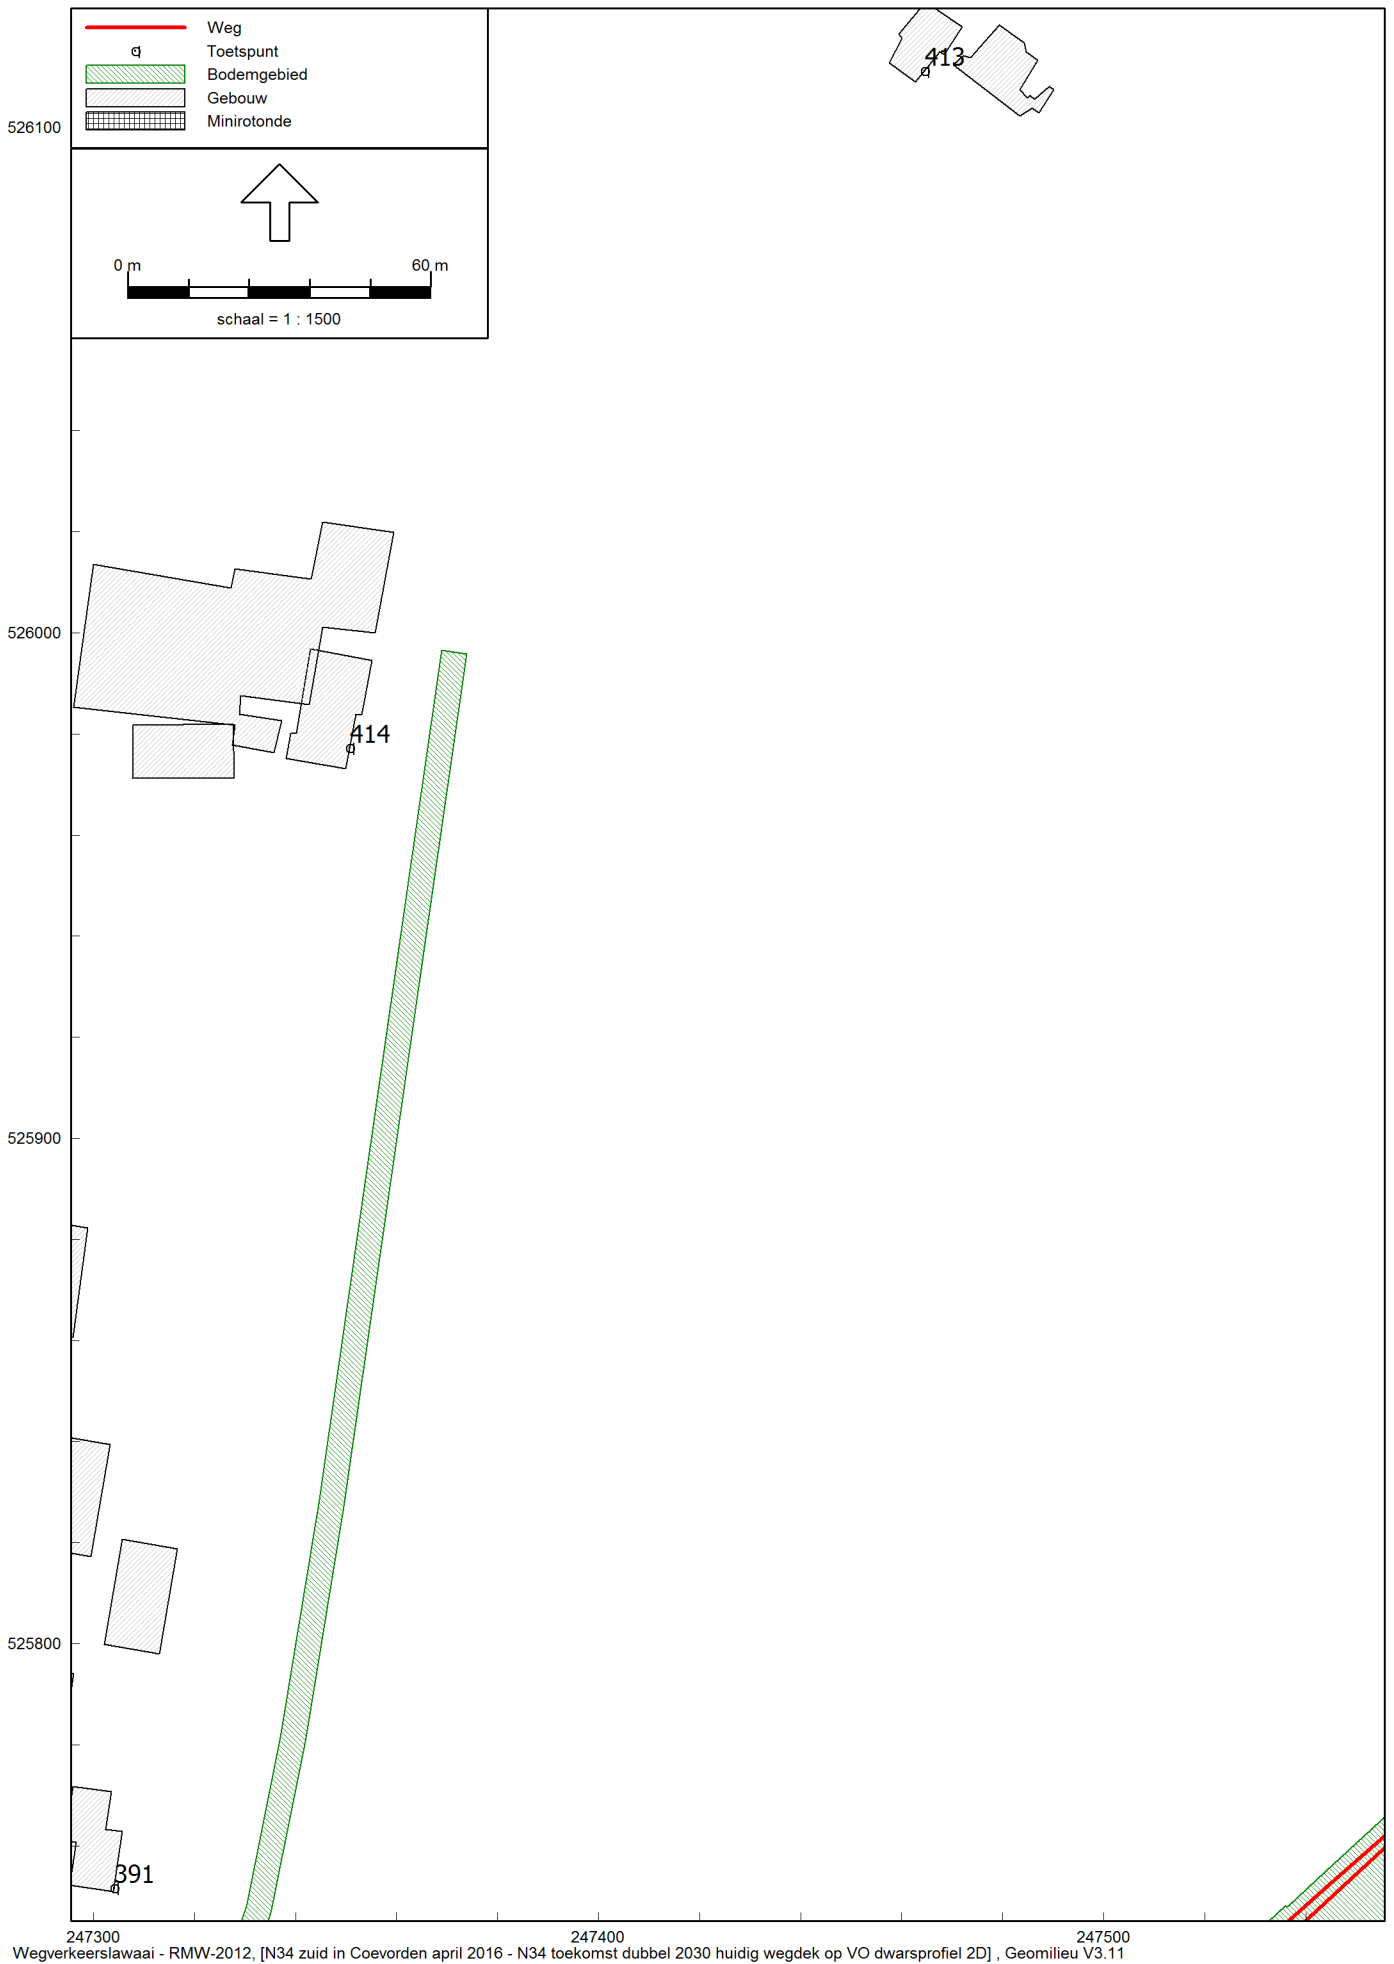 Weg
Toetspunt
Bodemgebied
Gebouw
Minirotonde
0 m 60 m
schaal = 1 : 1500
413
526100
526000
414
525900
525800
391
247300 247400 247500
Wegverkeerslawaai - RMW-2012, [N34 zuid in Coevorden april 2016 - N34 toekomst dubbel 2030 huidig wegdek op VO dwarsprofiel 2D] , Geomilieu V3.11